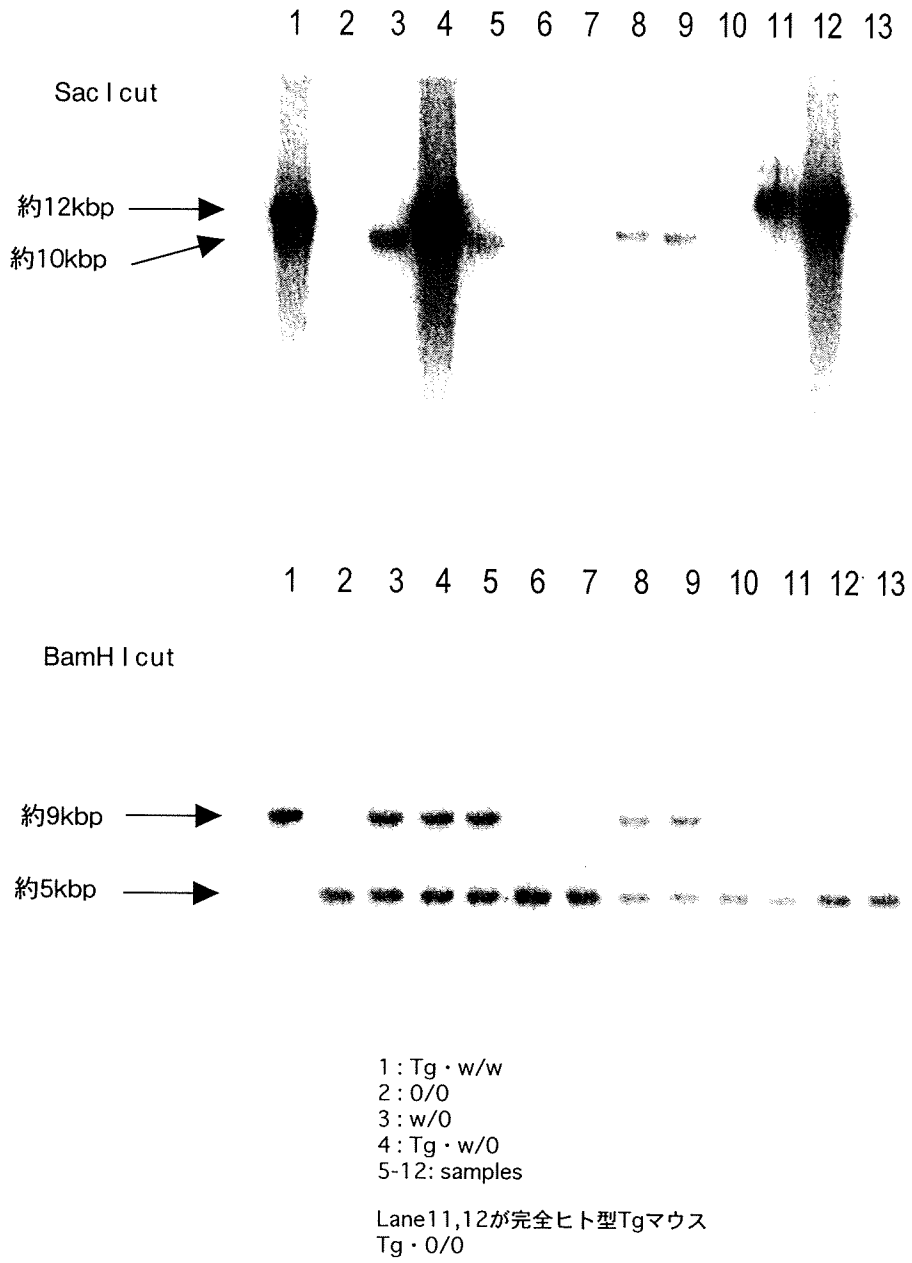 1 2 3 4 5 6 7 8 9 10 11 12 13
Sac I cut
約12kbp
約10kbp
1 2 3 4 5 6 7 8 9 10 11 12 13
BamH I cut
約9kbp
約5kbp
1 : Tg・w/w
2 : 0/0
3 : w/0
4 : Tg・w/0
5-12: samples
Lane11,12が完全ヒト型Tgマウス
Tg・0/0